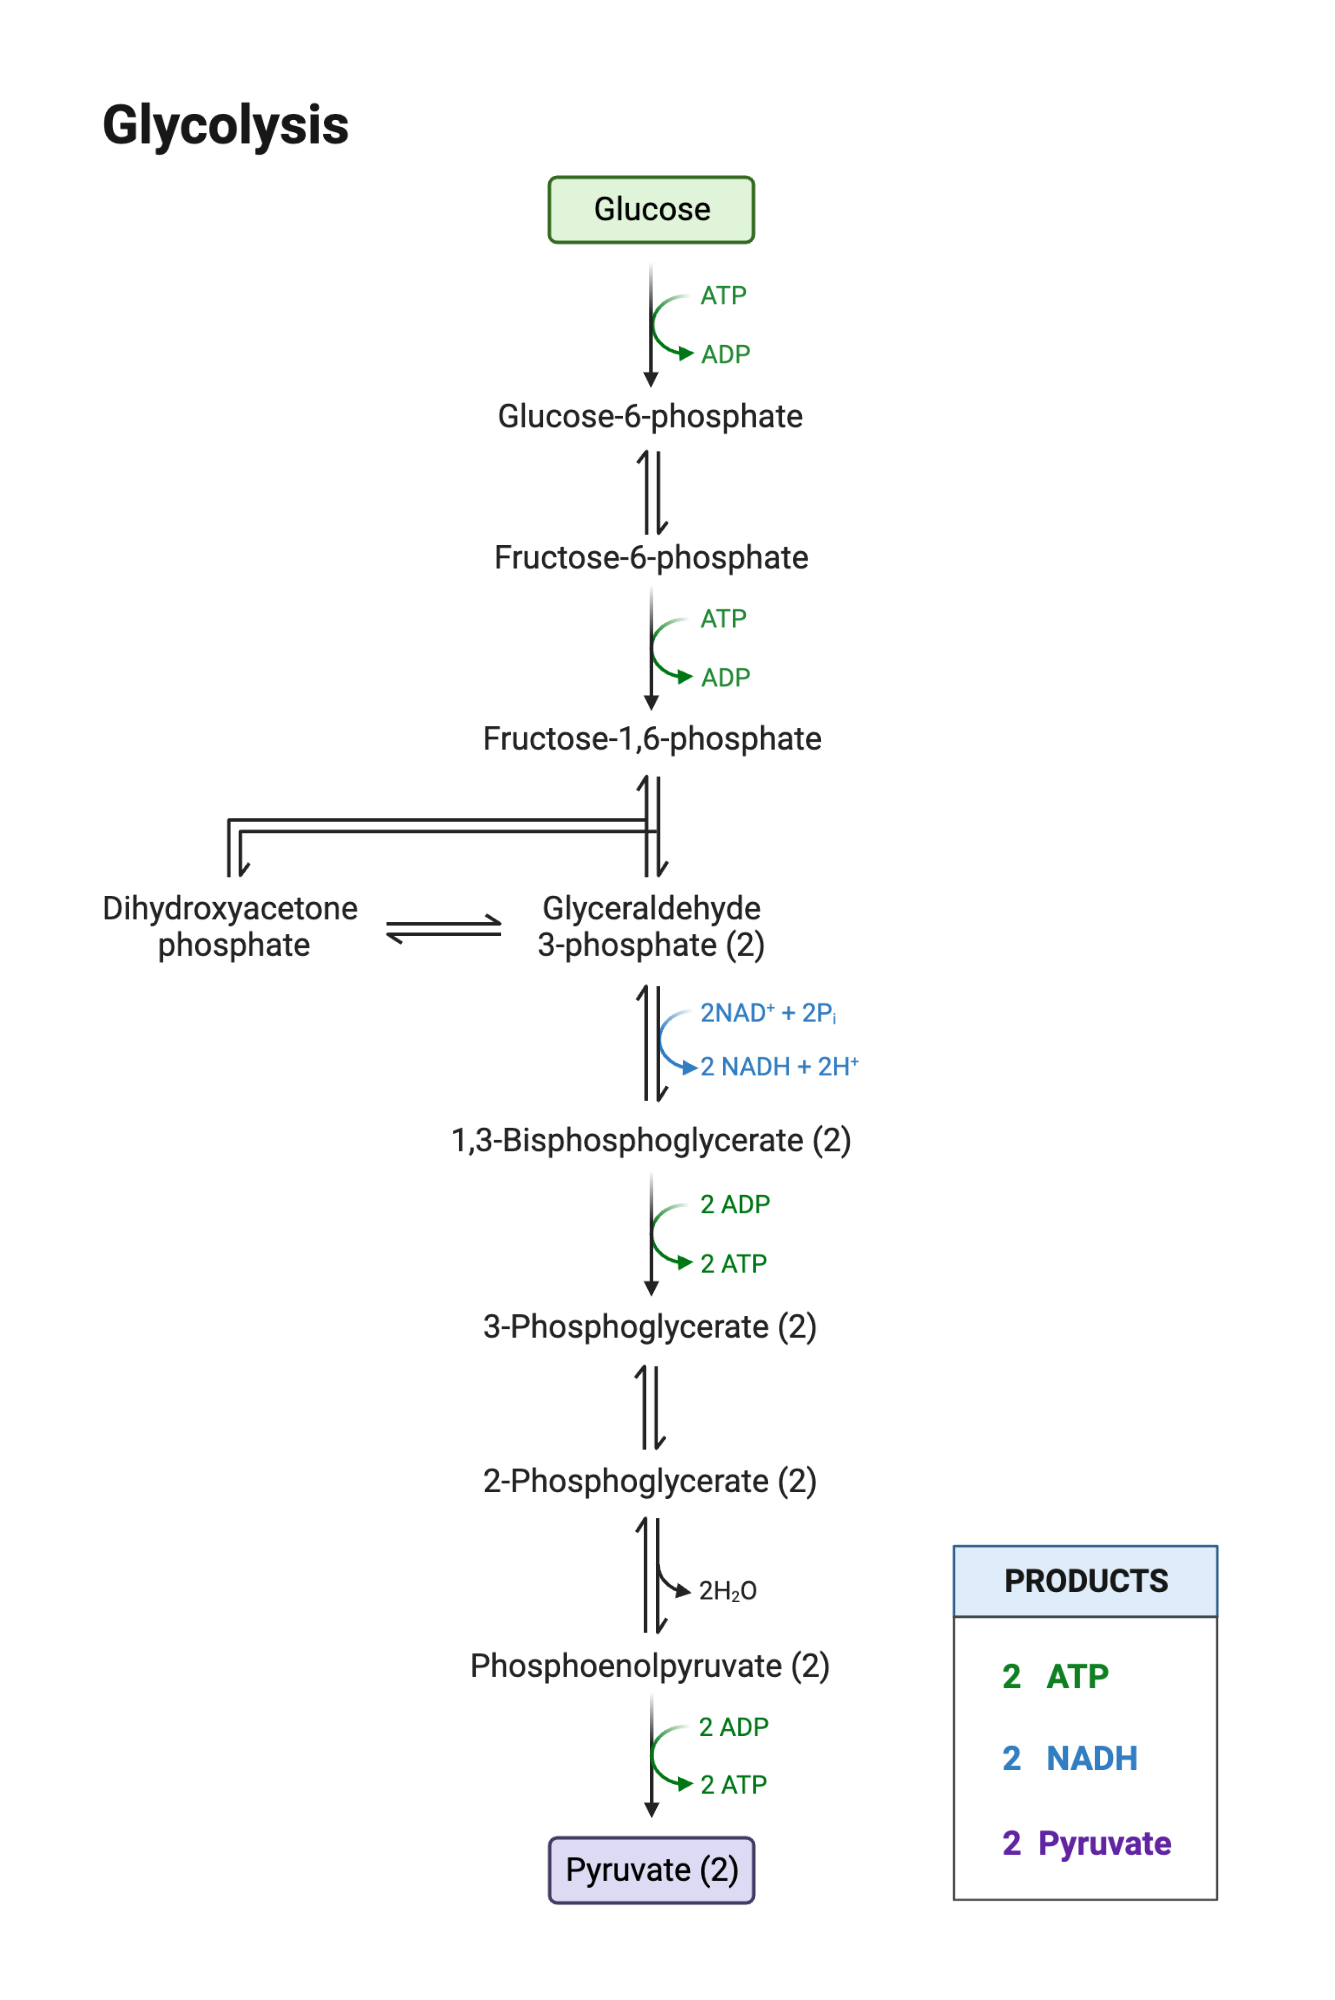 Glycolysis
Glucose
ATP
ADP
Glucose-6-phosphate
Fructose-6-phosphate
ATP
ADP
Fructose-1,6-phosphate
Dihydroxyacetone
phosphate
Glyceraldehyde
3-phosphate (2)
2NAD⁺ + 2Pᵢ
2 NADH + 2H⁺
1,3-Bisphosphoglycerate (2)
2 ADP
2 ATP
3-Phosphoglycerate (2)
2-Phosphoglycerate (2)
2H₂O
Phosphoenolpyruvate (2)
2 ADP
2 ATP
Pyruvate (2)
PRODUCTS
2 ATP
2 NADH
2 Pyruvate